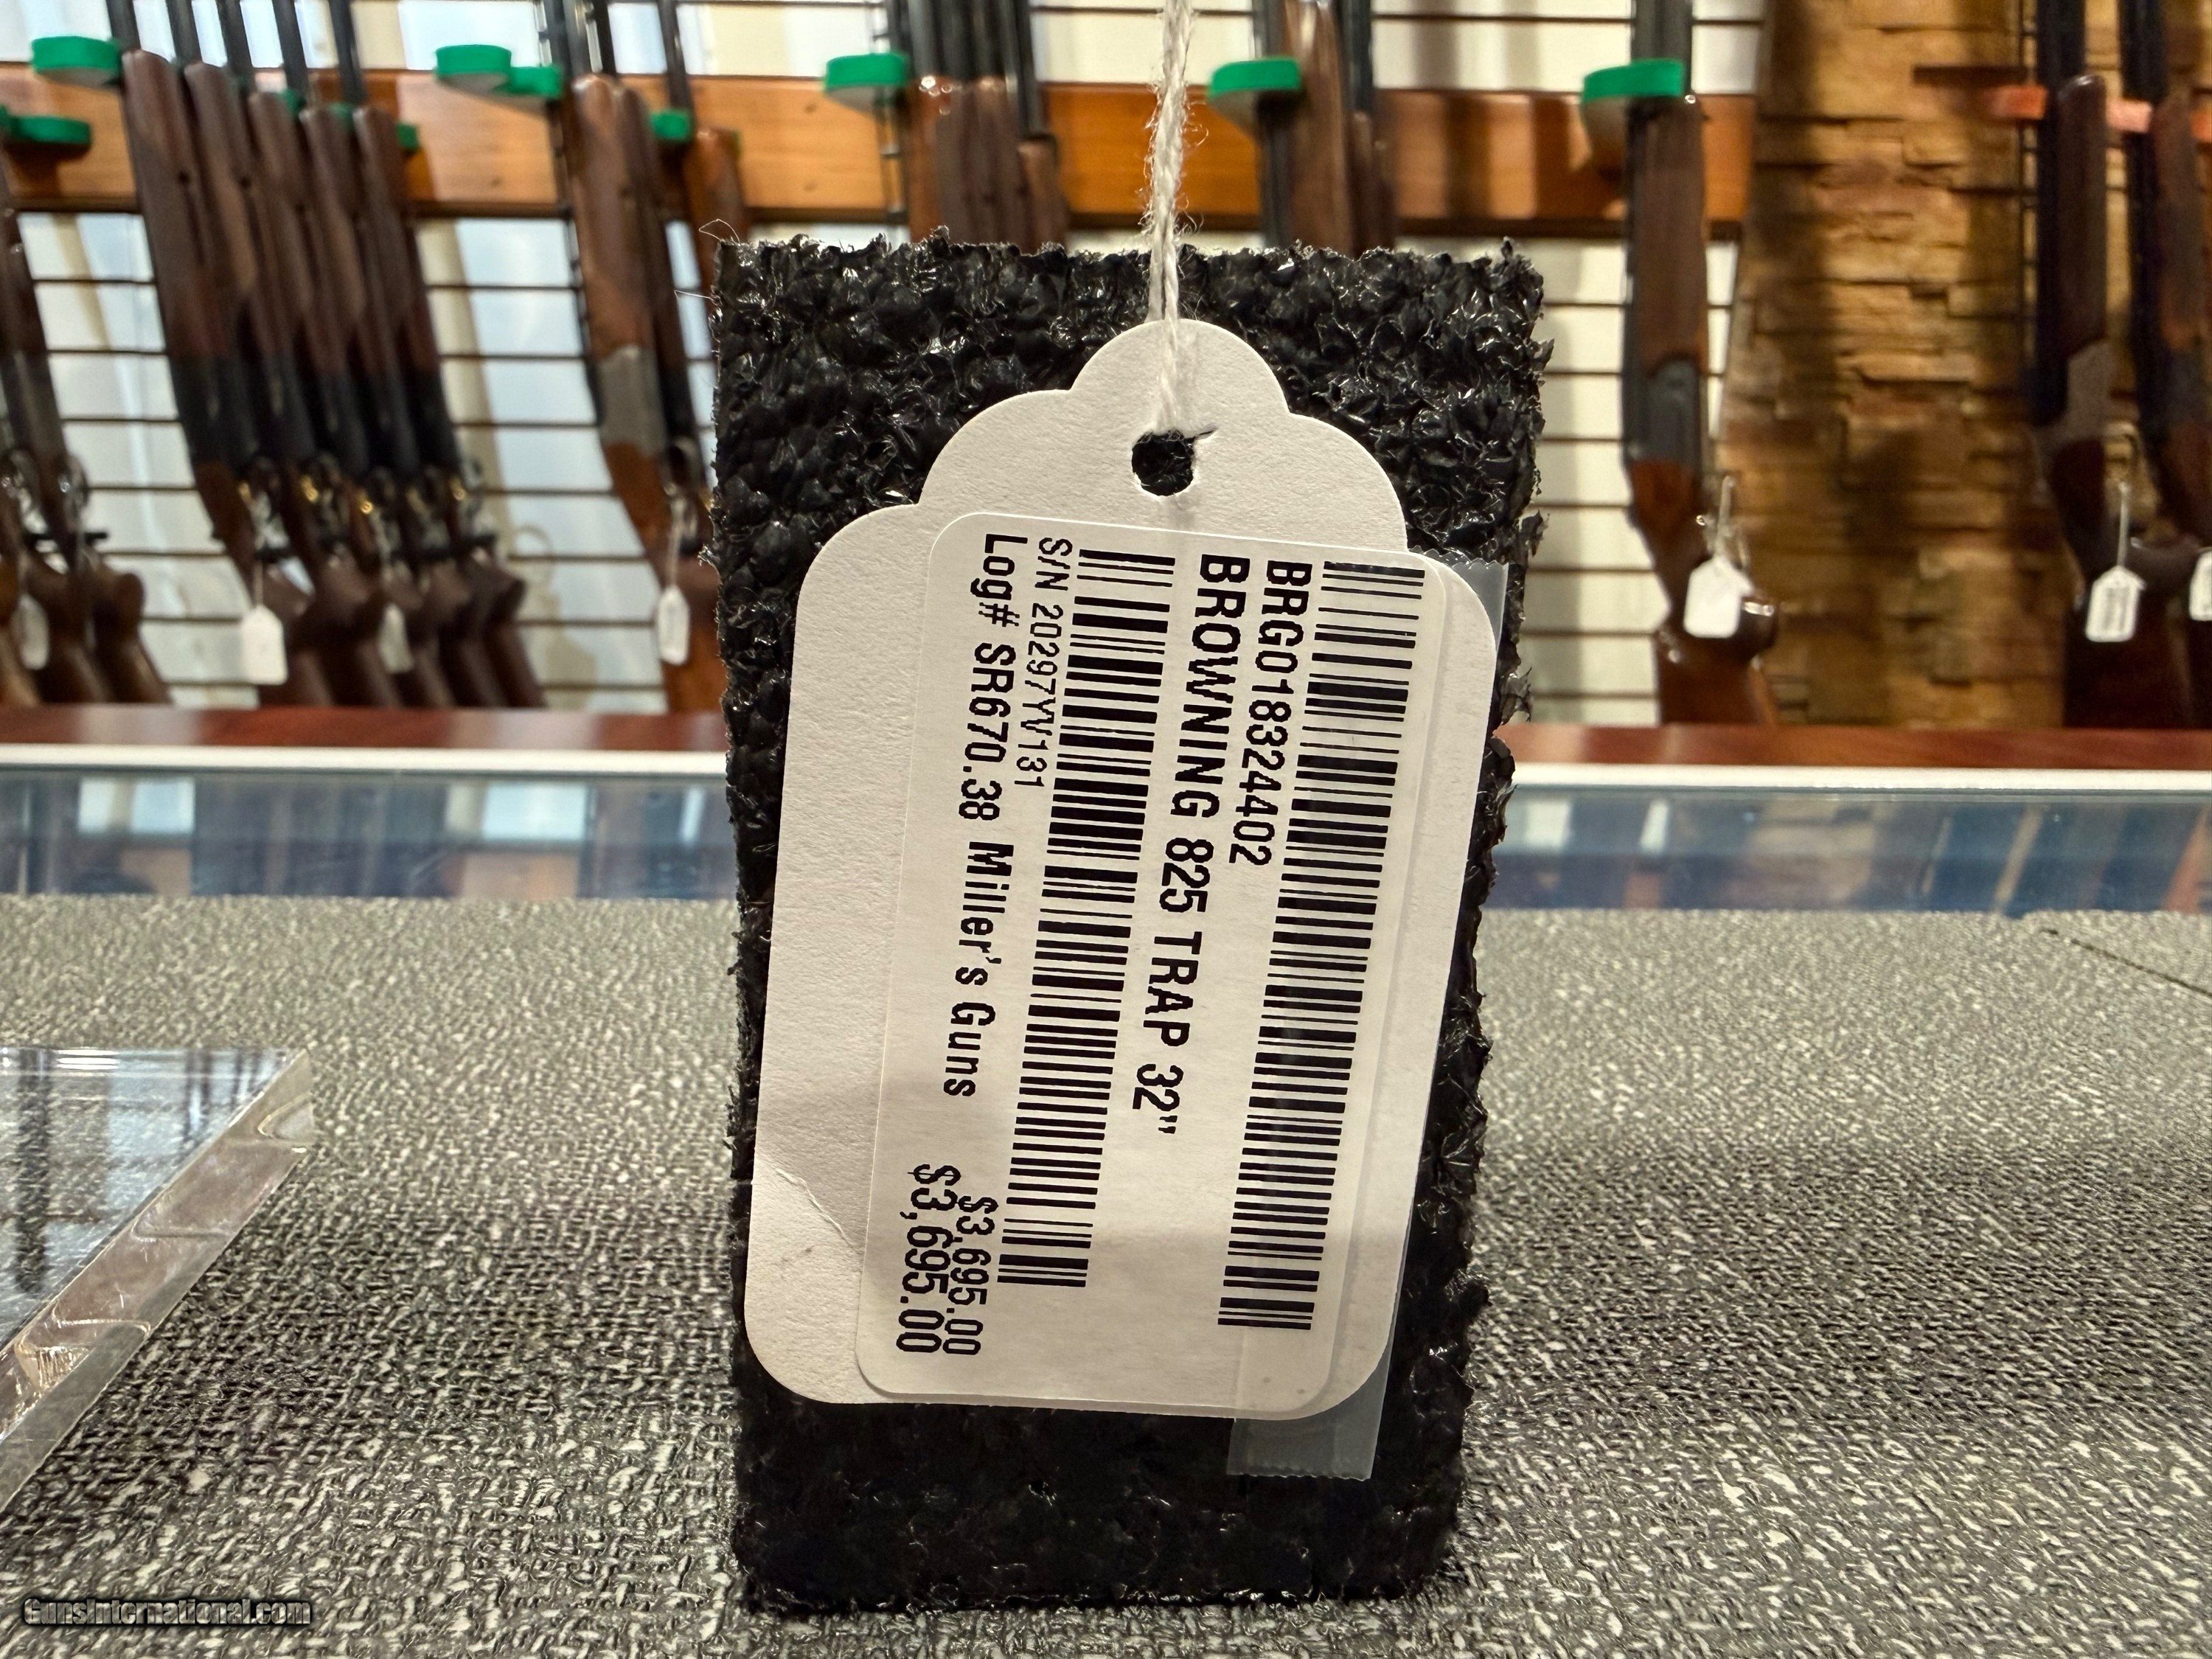 BRG018324402
BROWNING 825 TRAP 32"
S/N 20297YV131
$3,695.00
Log# SR670.38 Miller's Guns
$3,695.00
GunsInternational.com